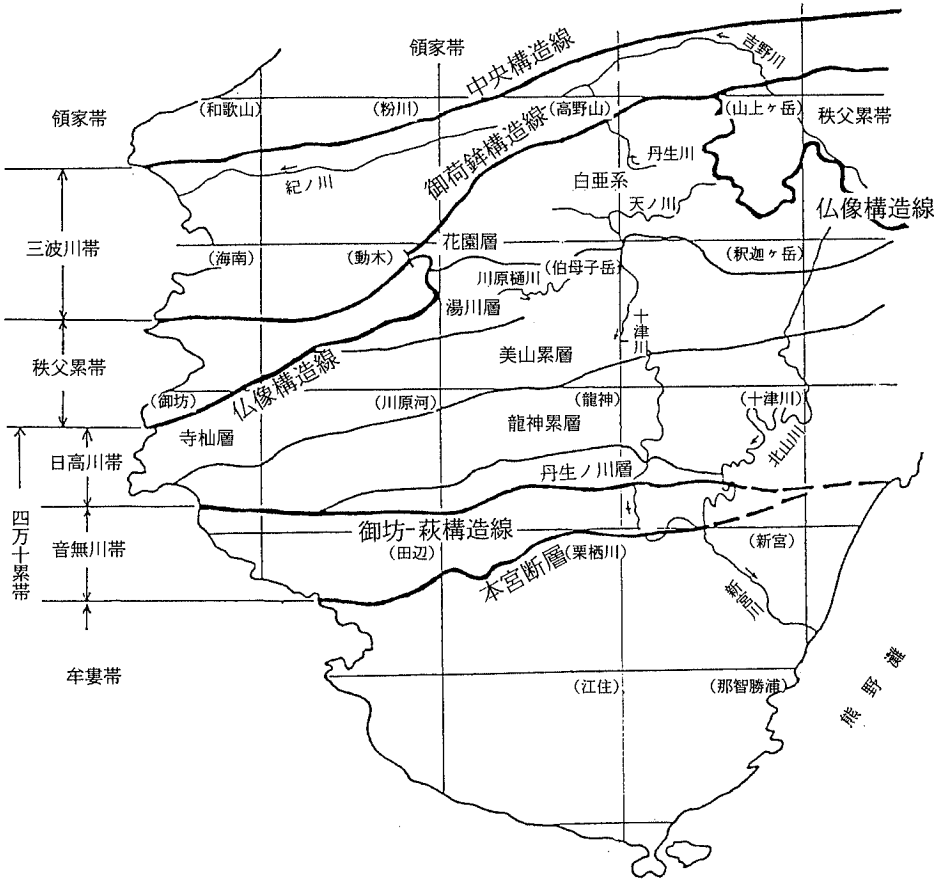 領家帯
中央構造線
吉野川
(和歌山)
(粉川)
(高野山)
(山上ヶ岳)
領家帯
秩父累帯
御荷鉾構造線
丹生川
紀ノ川
白亜系
天ノ川
仏像構造線
三波川帯
(海南)
(動木)
花園層
(伯母子岳)
(釈迦ヶ岳)
川原樋川
湯川層
十津川
美山累層
秩父累帯
仏像構造線
(御坊)
(川原河)
(龍神)
(十津川)
寺杣層
龍神累層
北山川
日高川帯
丹生ノ川層
四万十累帯
音無川帯
御坊-萩構造線
(田辺)
本宮断層
(栗栖川)
(新宮)
新宮川
牟婁帯
(江住)
(那智勝浦)
熊野灘